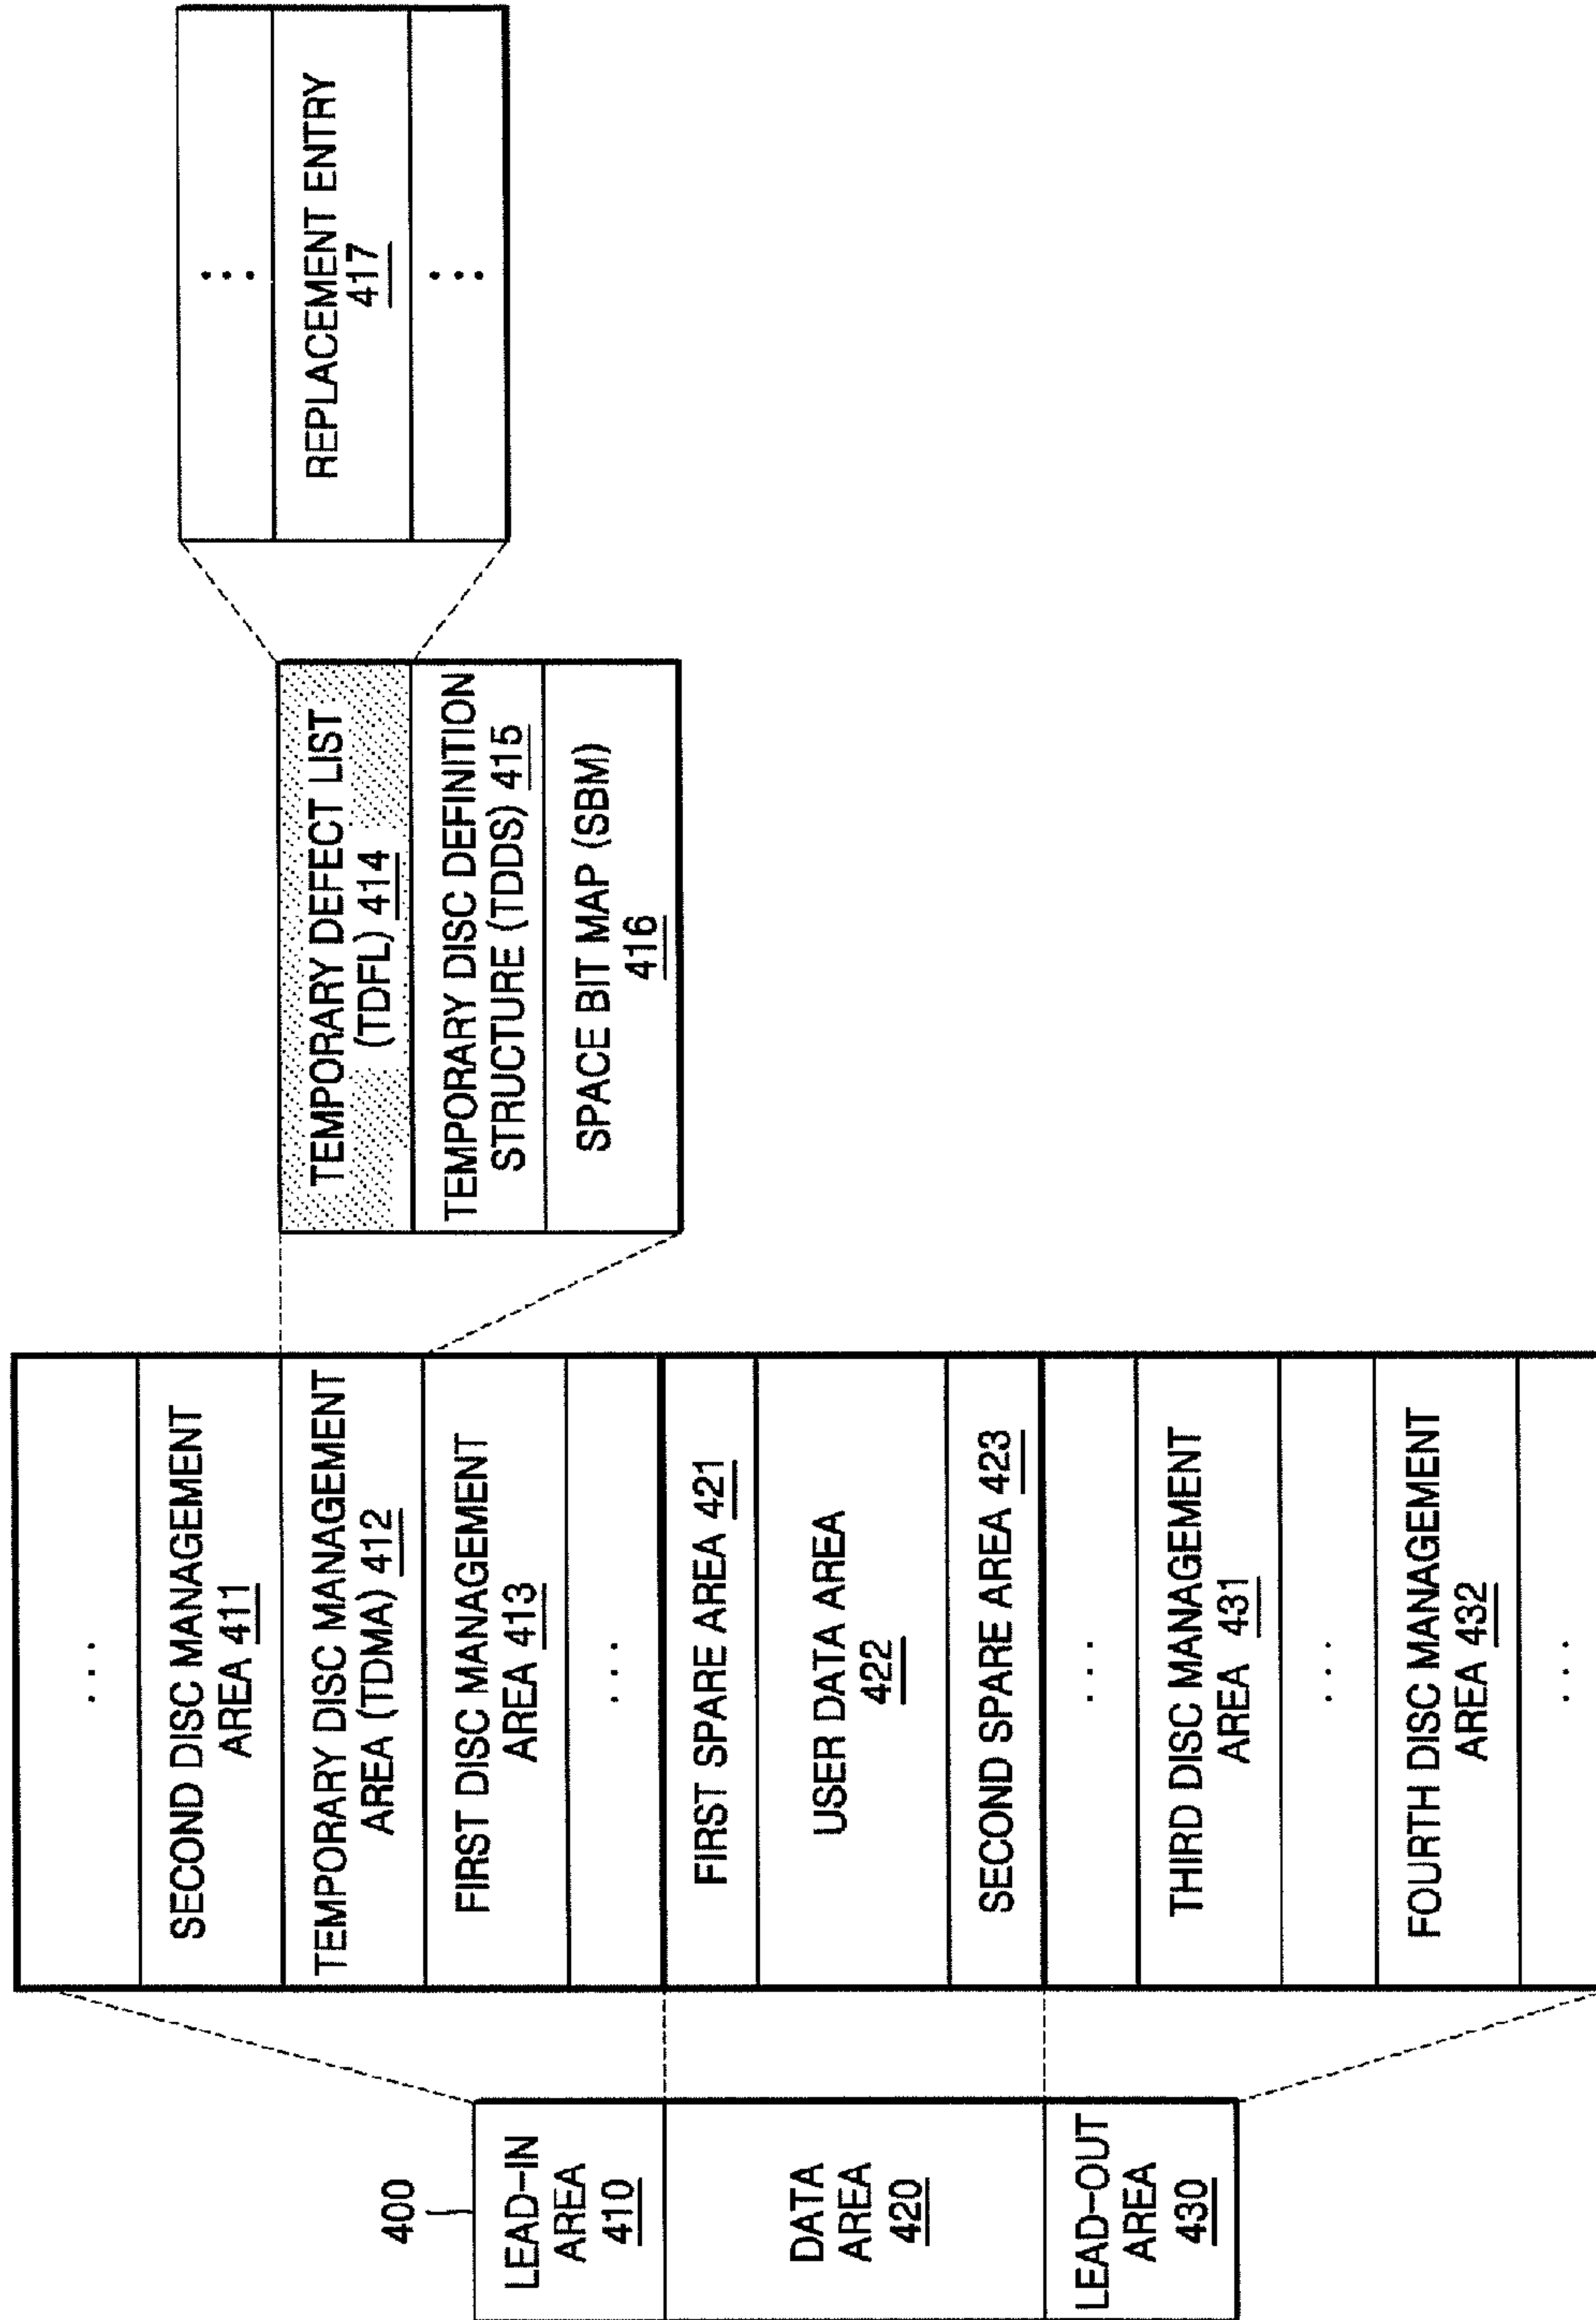 400
LEAD-IN
AREA
410
DATA
AREA
420
LEAD-OUT
AREA
430
...
SECOND DISC MANAGEMENT
AREA 411
TEMPORARY DISC MANAGEMENT
AREA (TDMA) 412
FIRST DISC MANAGEMENT
AREA 413
...
FIRST SPARE AREA 421
USER DATA AREA
422
SECOND SPARE AREA 423
...
THIRD DISC MANAGEMENT
AREA 431
...
FOURTH DISC MANAGEMENT
AREA 432
...
TEMPORARY DEFECT LIST
(TDFL) 414
TEMPORARY DISC DEFINITION
STRUCTURE (TDDS) 415
SPACE BIT MAP (SBM)
416
⋮
REPLACEMENT ENTRY
417
⋮